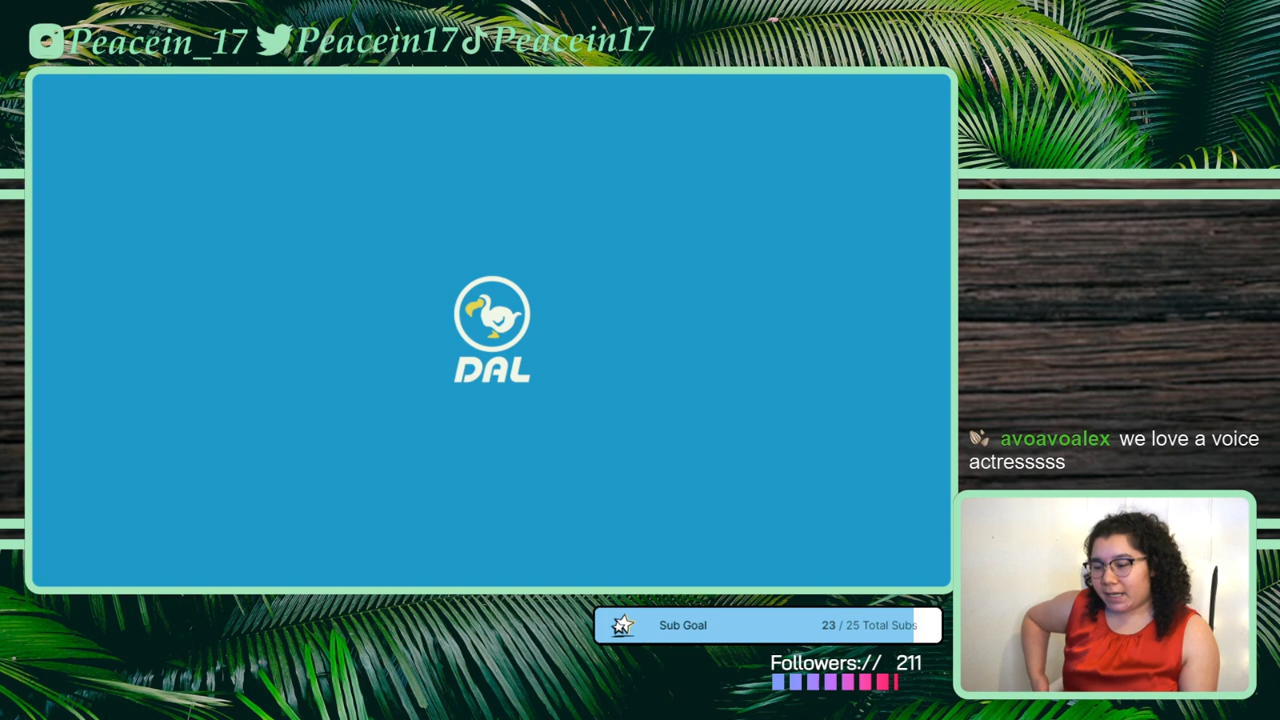 Peacein_17 Peacein17 Peacein17
DAL
avoavoalex we love a voice
actresssss
Sub Goal 23 / 25 Total Subs
Followers:// 211